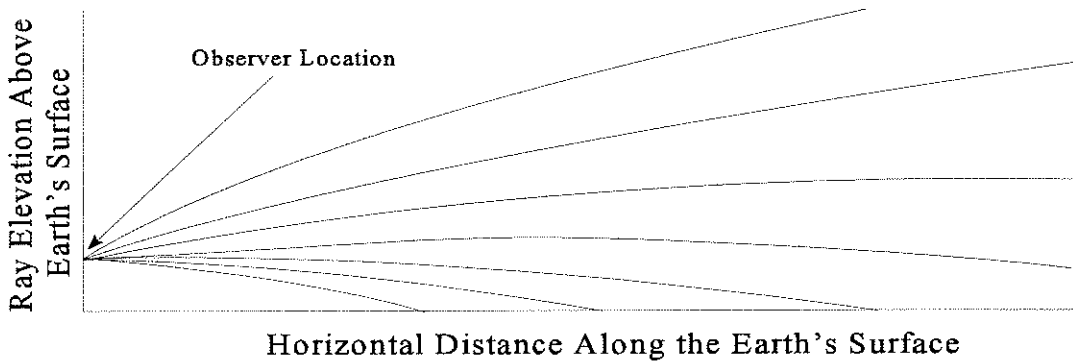 Ray Elevation Above
Earth's Surface
Observer Location
Horizontal Distance Along the Earth's Surface